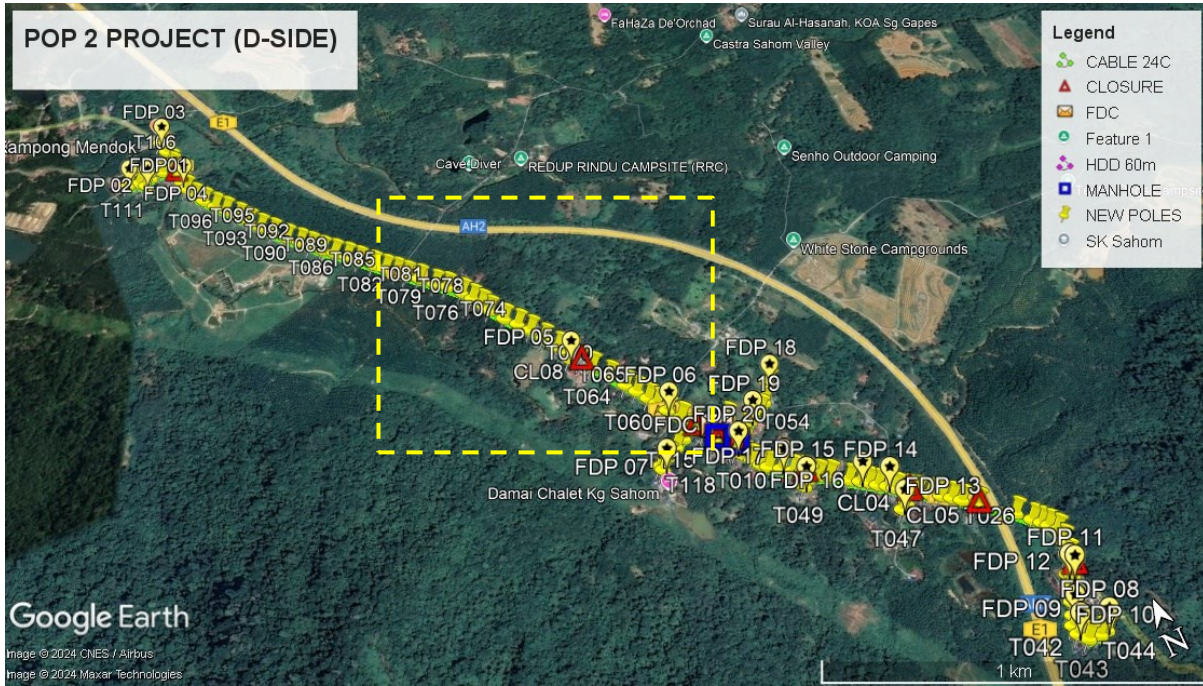 POP 2 PROJECT (D-SIDE)
FaHaZa De'Orchad
Surau Al-Hasanah, KOA Sg Gapes
Castra Sahom Valley
Legend
CABLE 24C
CLOSURE
FDC
Feature 1
HDD 60m
MANHOLE
NEW POLES
SK Sahom
FDP 03
E1
T106
Kampong Mendok
FDP01
FDP 02
FDP 04
T111
Cave Diver
REDUP RINDU CAMPSITE (RRC)
Senho Outdoor Camping
T096
T095
T093
T092
T090
T089
T086
T085
T082
T081
T079
T078
T076
T074
AH2
White Stone Campgrounds
FDP 05
CL08
T065
T064
FDP 06
T060
FDP 18
FDP 19
T054
FDP 20
FDP 17
FDP 07
T115
T118
T010
Damai Chalet Kg Sahom
FDP 15
FDP 16
T049
FDP 14
CL04
FDP 13
CL05
T026
T047
FDP 11
FDP 12
FDP 08
FDP 09
FDP 10
E1
T042
T044
T043
N
1 km
Google Earth
Image © 2024 CNES / Airbus
Image © 2024 Maxar Technologies